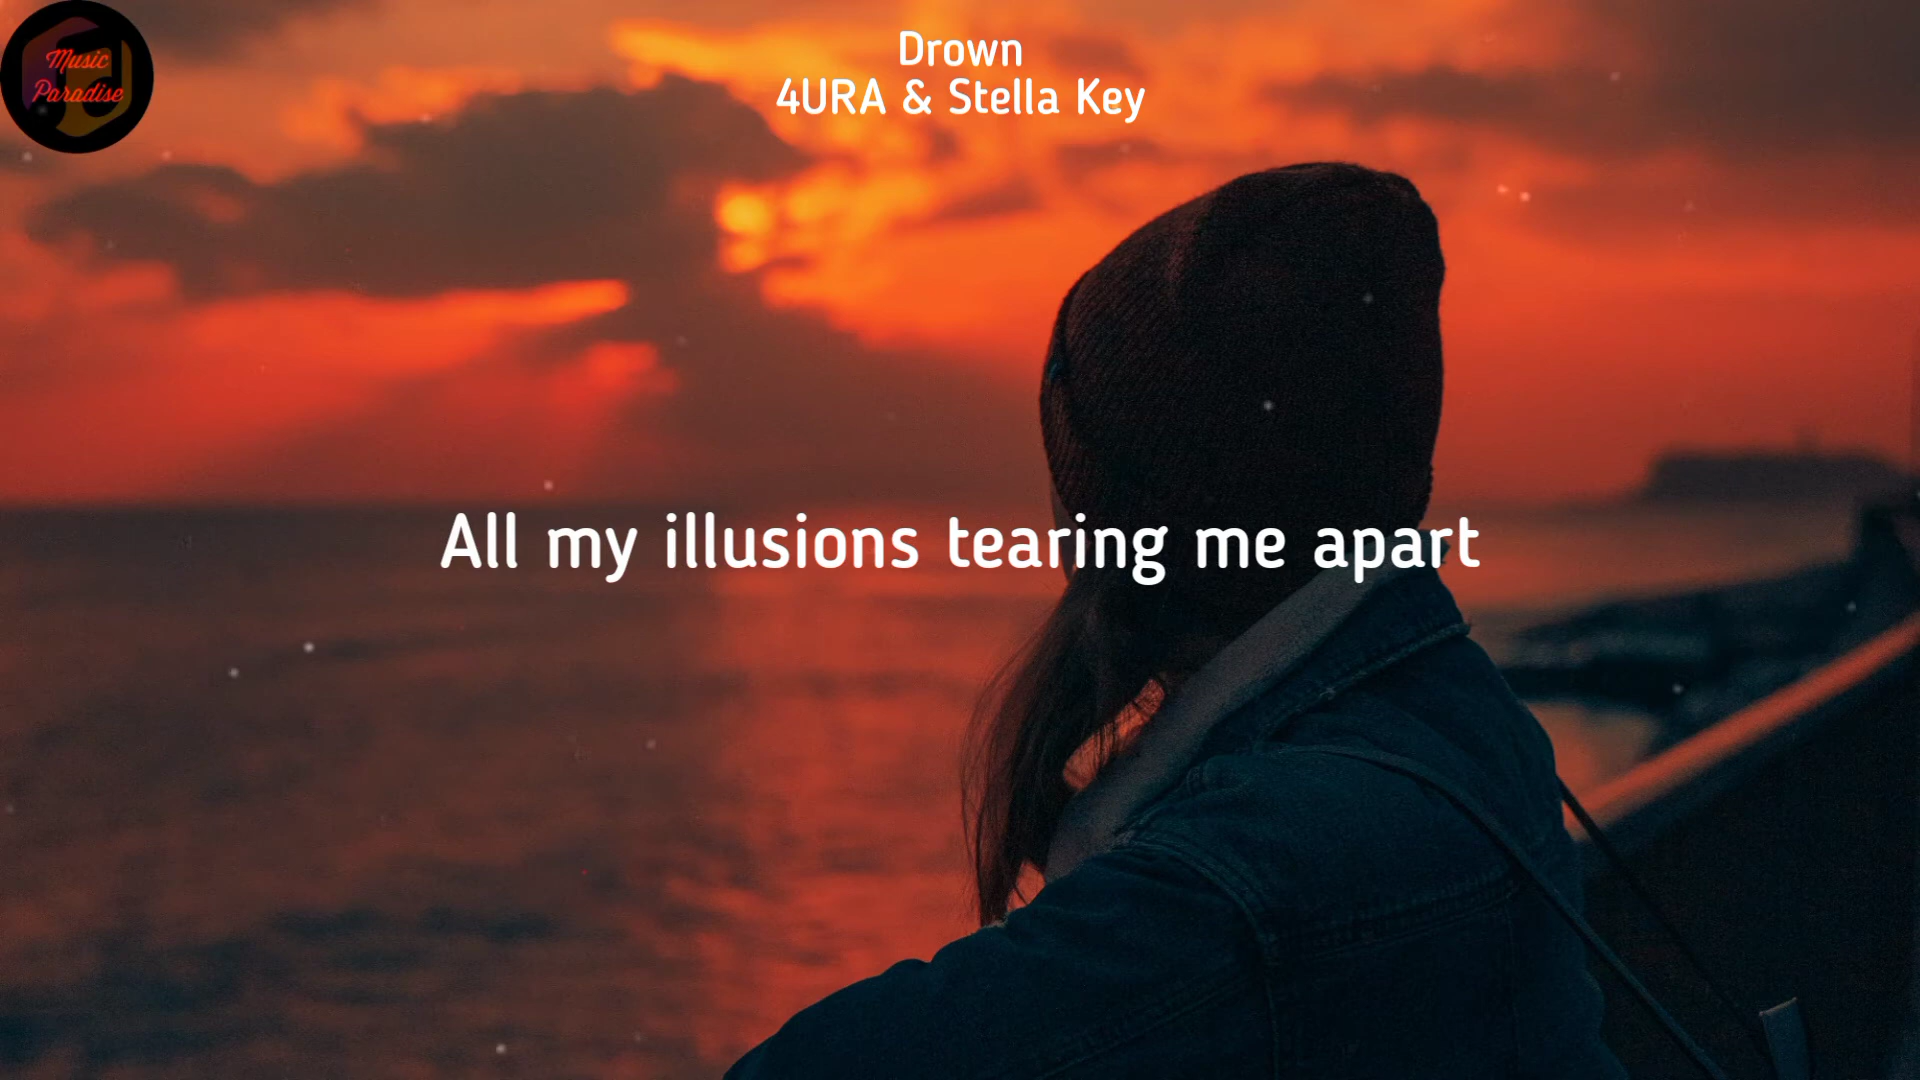 Music
Paradise
Drown
4URA & Stella Key
All my illusions tearing me apart